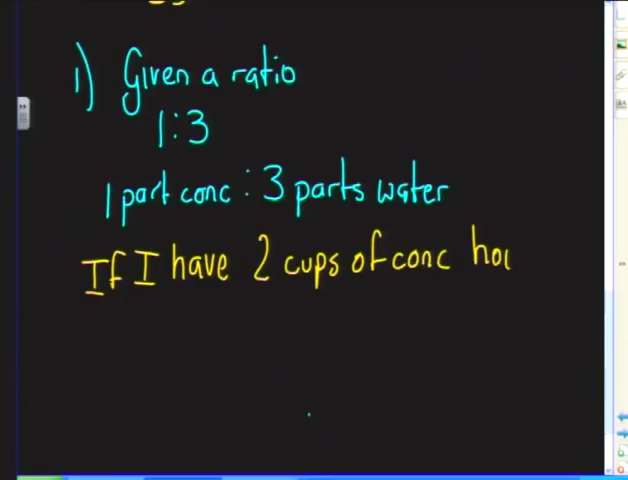 1) Given a ratio
1:3
1 part conc : 3 parts water
If I have 2 cups of conc